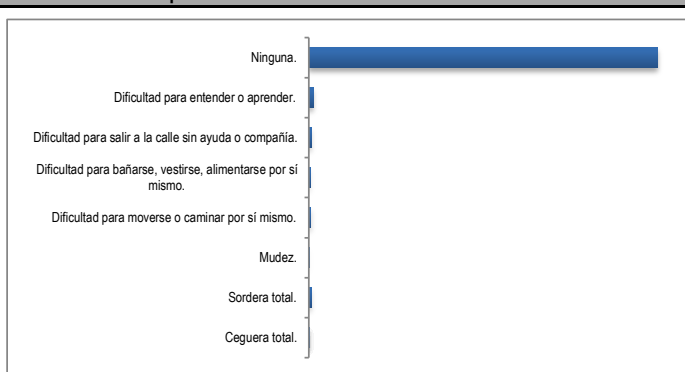 Ninguna.
Dificultad para entender o aprender.
Dificultad para salir a la calle sin ayuda o compañía.
Dificultad para bañarse, vestirse, alimentarse por sí
mismo.
Dificultad para moverse o caminar por sí mismo.
Mudez.
Sordera total.
Ceguera total.